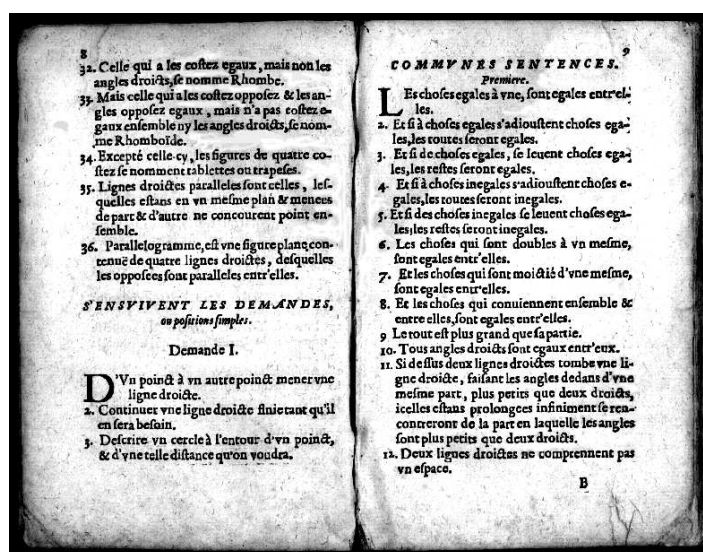 8
32. Celle qui a les costez egaux, mais non les
angles droicts, se nomme Rhombe.
33. Mais celle qui a les costez opposez & les an-
gles opposez egaux, mais n'a pas costez e-
gaux ensemble ny les angles droicts, se nom-
me Rhomboïde.
34. Excepté celle-cy, les figures de quatre co-
stez se nomment tablettes ou trapeses.
35. Lignes droictes paralleles sont celles, les-
quelles estans en vn mesme plan & menees
de part & d'autre ne concourent point en-
semble.
36. Parallelogramme, est vne figure plane, con-
tenuë de quatre lignes droictes, desquelles
les opposees sont paralleles entr'elles.
S'ENSVIVENT LES DEMANDES,
ou positions simples.
Demande I.
D'Vn poinct à vn autre poinct mener vne
ligne droicte.
2. Continuer vne ligne droicte finie tant qu'il
en sera besoin.
3. Descrire vn cercle à l'entour d'vn poinct,
& d'vne telle distance qu'on voudra.
9
COMMVNES SENTENCES.
Premiere.
LEs choses egales à vne, sont egales entr'el-
les.
2. Et si à choses egales s'adioustent choses ega-
les, les toutes seront egales.
3. Et si de choses egales, se leuent choses ega-
les, les restes seront egales.
4. Et si à choses inegales s'adioustent choses e-
gales, les toutes seront inegales.
5. Et si des choses inegales se leuent choses ega-
les, les restes seront inegales.
6. Les choses qui sont doubles à vn mesme,
sont egales entr'elles.
7. Et les choses qui sont moictié d'vne mesme,
sont egales entr'elles.
8. Et les choses qui conuiennent ensemble &
entre elles, sont egales entr'elles.
9 Le tout est plus grand que sa partie.
10. Tous angles droicts sont egaux entr'eux.
11. Si dessus deux lignes droictes tombe vne li-
gne droicte, faisant les angles dedans d'vne
mesme part, plus petits que deux droicts,
icelles estans prolongees infiniment se ren-
contreront de la part en laquelle les angles
sont plus petits que deux droicts.
12. Deux lignes droictes ne comprennent pas
vn espace.
B